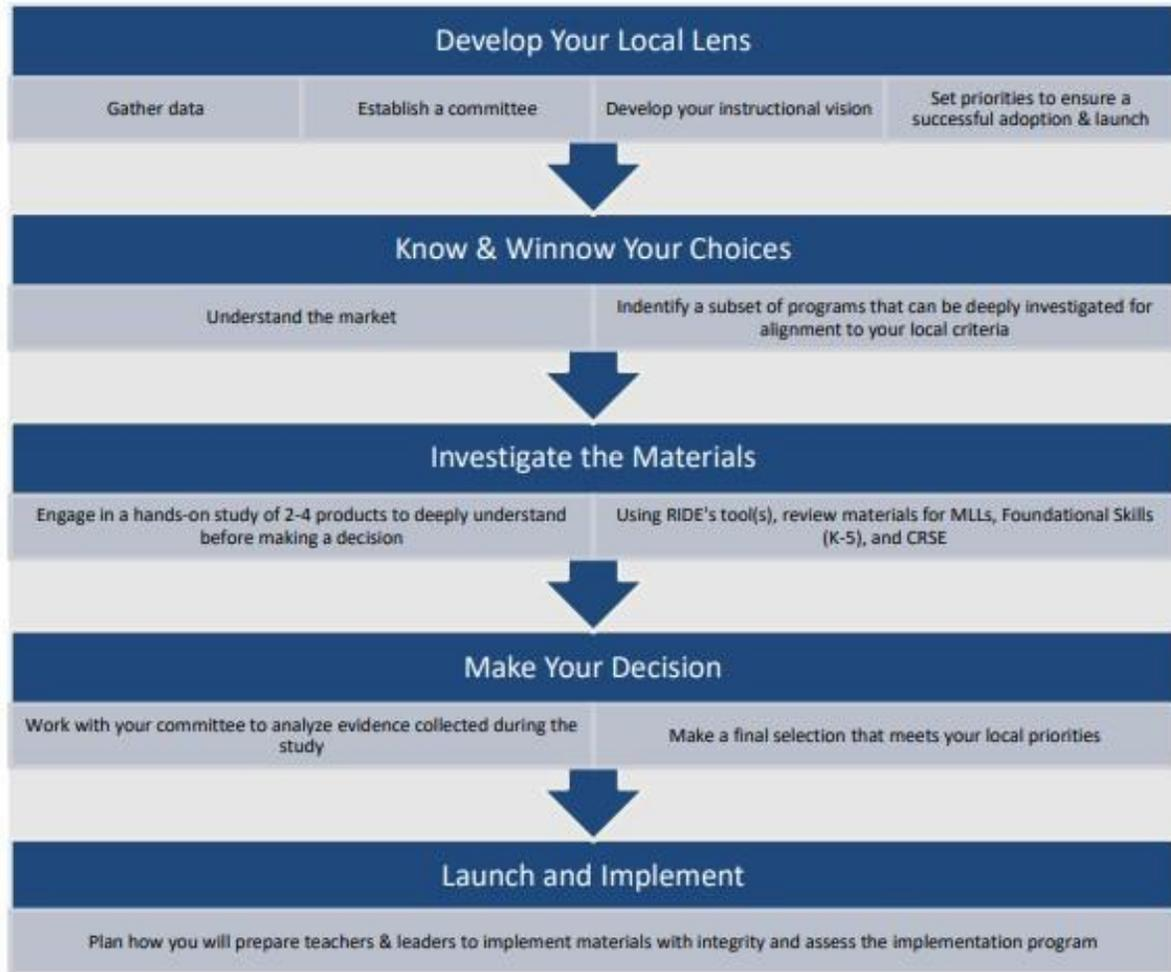 Develop Your Local Lens
Gather data
Establish a committee
Develop your instructional vision
Set priorities to ensure a
successful adoption & launch
Know & Winnow Your Choices
Understand the market
Indentify a subset of programs that can be deeply investigated for
alignment to your local criteria
Investigate the Materials
Engage in a hands-on study of 2-4 products to deeply understand
before making a decision
Using RIDE's tool(s), review materials for MLLs, Foundational Skills
(K-5), and CRSE
Make Your Decision
Work with your committee to analyze evidence collected during the
study
Make a final selection that meets your local priorities
Launch and Implement
Plan how you will prepare teachers & leaders to implement materials with integrity and assess the implementation program